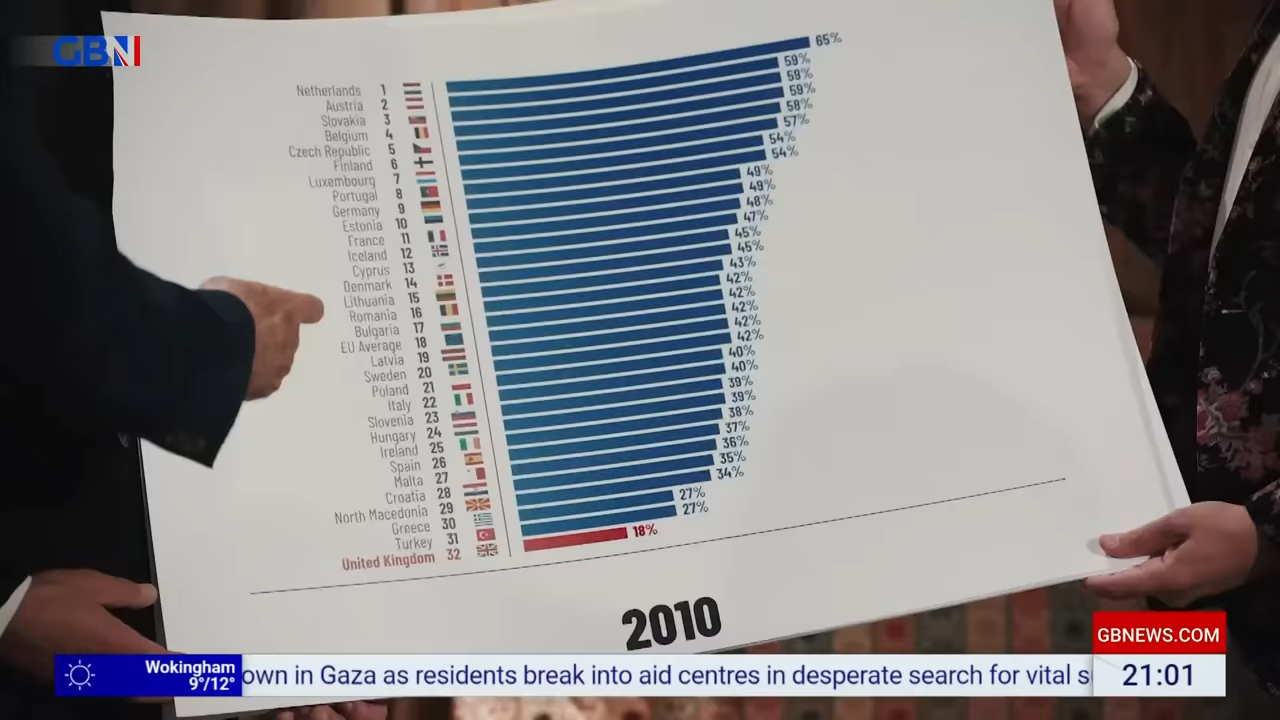 GBN
Netherlands 1 65%
Austria 2 59%
Slovakia 3 59%
Belgium 4 59%
Czech Republic 5 58%
Finland 6 57%
Luxembourg 7 54%
Portugal 8 54%
Germany 9 49%
Estonia 10 49%
France 11 48%
Iceland 12 47%
Cyprus 13 45%
Denmark 14 45%
Lithuania 15 43%
Romania 16 42%
Bulgaria 17 42%
EU Average 18 42%
Latvia 19 42%
Sweden 20 42%
Poland 21 40%
Italy 22 40%
Slovenia 23 39%
Hungary 24 39%
Ireland 25 38%
Spain 26 37%
Malta 27 36%
Croatia 28 35%
North Macedonia 29 34%
Greece 30 27%
Turkey 31 27%
United Kingdom 32 18%
2010
GBNEWS.COM
Wokingham
9°/12°
own in Gaza as residents break into aid centres in desperate search for vital s
21:01